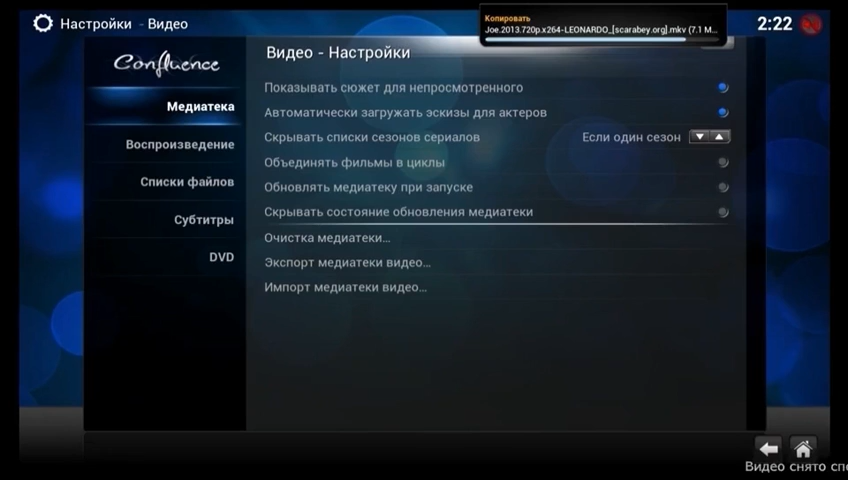 Настройки - Видео
Копировать
Joe.2013.720p.x264-LEONARDO_[scarabey.org].mkv (7.1 M...
2:22
Confluence
Видео - Настройки
Медиатека
Воспроизведение
Списки файлов
Субтитры
DVD
Показывать сюжет для непросмотренного
Автоматически загружать эскизы для актеров
Скрывать списки сезонов сериалов Если один сезон
Объединять фильмы в циклы
Обновлять медиатеку при запуске
Скрывать состояние обновления медиатеки
Очистка медиатеки...
Экспорт медиатеки видео...
Импорт медиатеки видео...
Видео снято спо